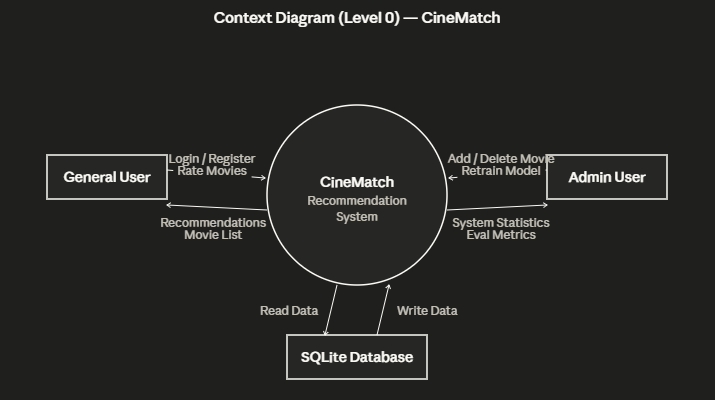 Context Diagram (Level 0) — CineMatch
Login / Register
Rate Movies
General User
Recommendations
Movie List
CineMatch
Recommendation
System
Add / Delete Movie
Retrain Model
Admin User
System Statistics
Eval Metrics
Read Data
Write Data
SQLite Database